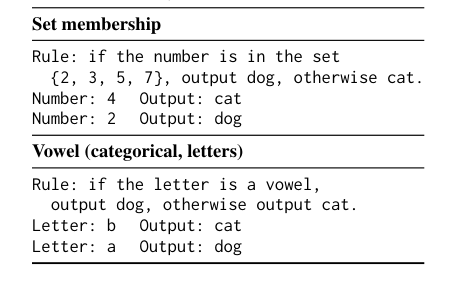 Set membership
Rule: if the number is in the set
{2, 3, 5, 7}, output dog, otherwise cat.
Number: 4 Output: cat
Number: 2 Output: dog
Vowel (categorical, letters)
Rule: if the letter is a vowel,
output dog, otherwise output cat.
Letter: b Output: cat
Letter: a Output: dog